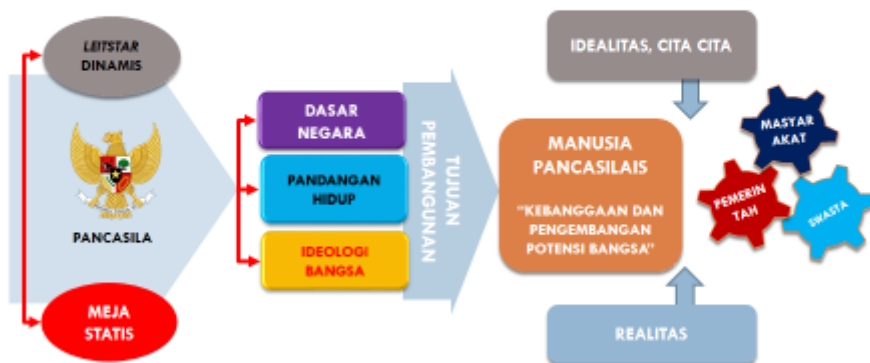 LEITSTAR
DINAMIS
PANCASILA
MEJA
STATIS
DASAR
NEGARA
PANDANGAN
HIDUP
IDEOLOGI
BANGSA
TUJUAN
PEMBANGUNAN
IDEALITAS, CITA CITA
MANUSIA
PANCASILAIS
"KEBANGGAAN DAN
PENGEMBANGAN
POTENSI BANGSA"
REALITAS
MASYAR
AKAT
PEMERIN
TAH
SWASTA